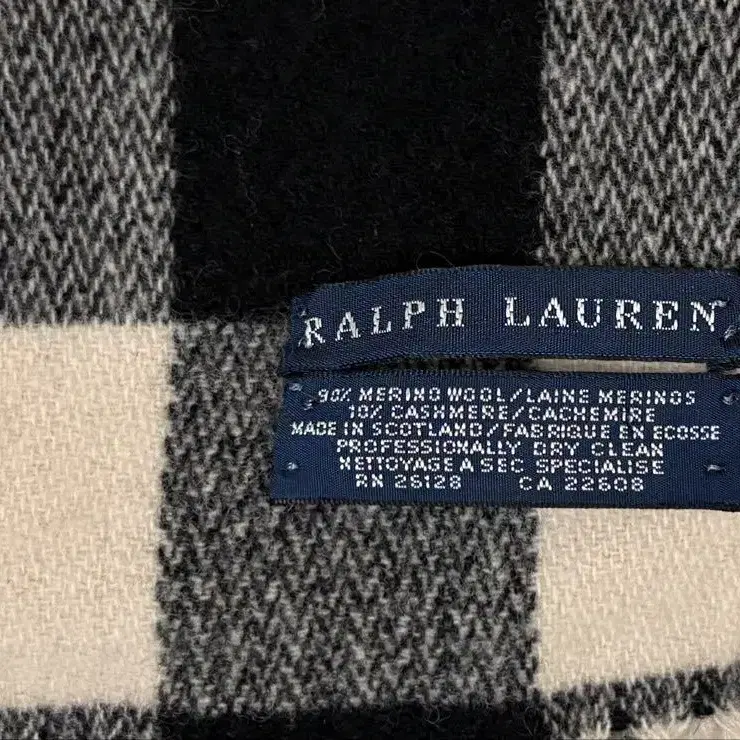 RALPH LAUREN
90% MERINO WOOL/LAINE MERINOS
10% CASHMERE/CACHEMIRE
MADE IN SCOTLAND/FABRIQUE EN ECOSSE
PROFESSIONALLY DRY CLEAN
NETTOYAGE A SEC SPECIALISE
RN 26128 CA 22608